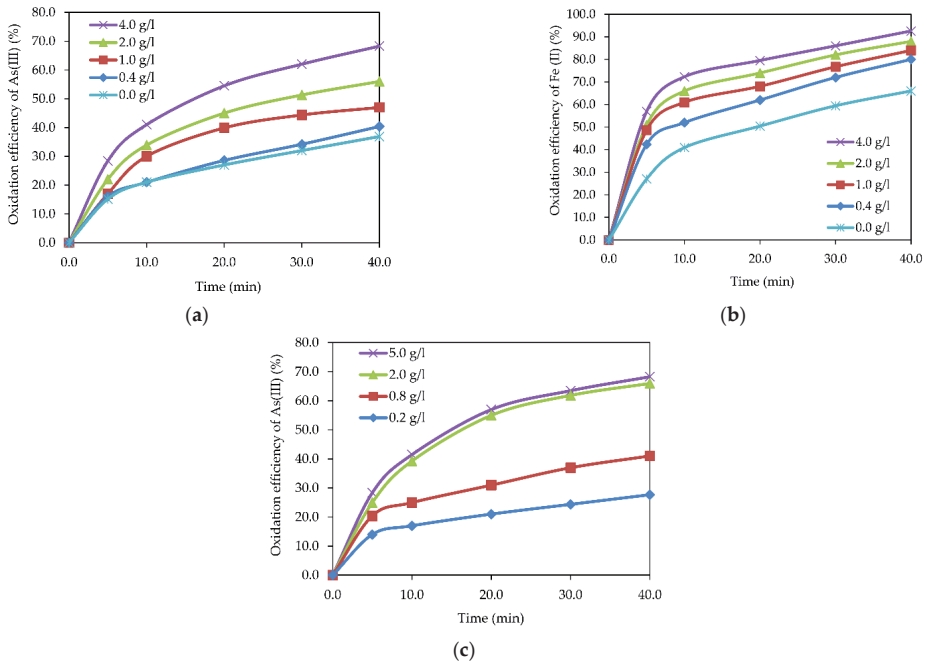 80.0
70.0
60.0
50.0
40.0
30.0
20.0
10.0
0.0
Oxidation efficiency of As(III) (%)
4.0 g/l
2.0 g/l
1.0 g/l
0.4 g/l
0.0 g/l
0.0 10.0 20.0 30.0 40.0
Time (min)
(a)
100.0
90.0
80.0
70.0
60.0
50.0
40.0
30.0
20.0
10.0
0.0
Oxidation efficiency of Fe (II) (%)
4.0 g/l
2.0 g/l
1.0 g/l
0.4 g/l
0.0 g/l
0.0 10.0 20.0 30.0 40.0
Time (min)
(b)
80.0
70.0
60.0
50.0
40.0
30.0
20.0
10.0
0.0
Oxidation efficiency of As(III) (%)
5.0 g/l
2.0 g/l
0.8 g/l
0.2 g/l
0.0 10.0 20.0 30.0 40.0
Time (min)
(c)